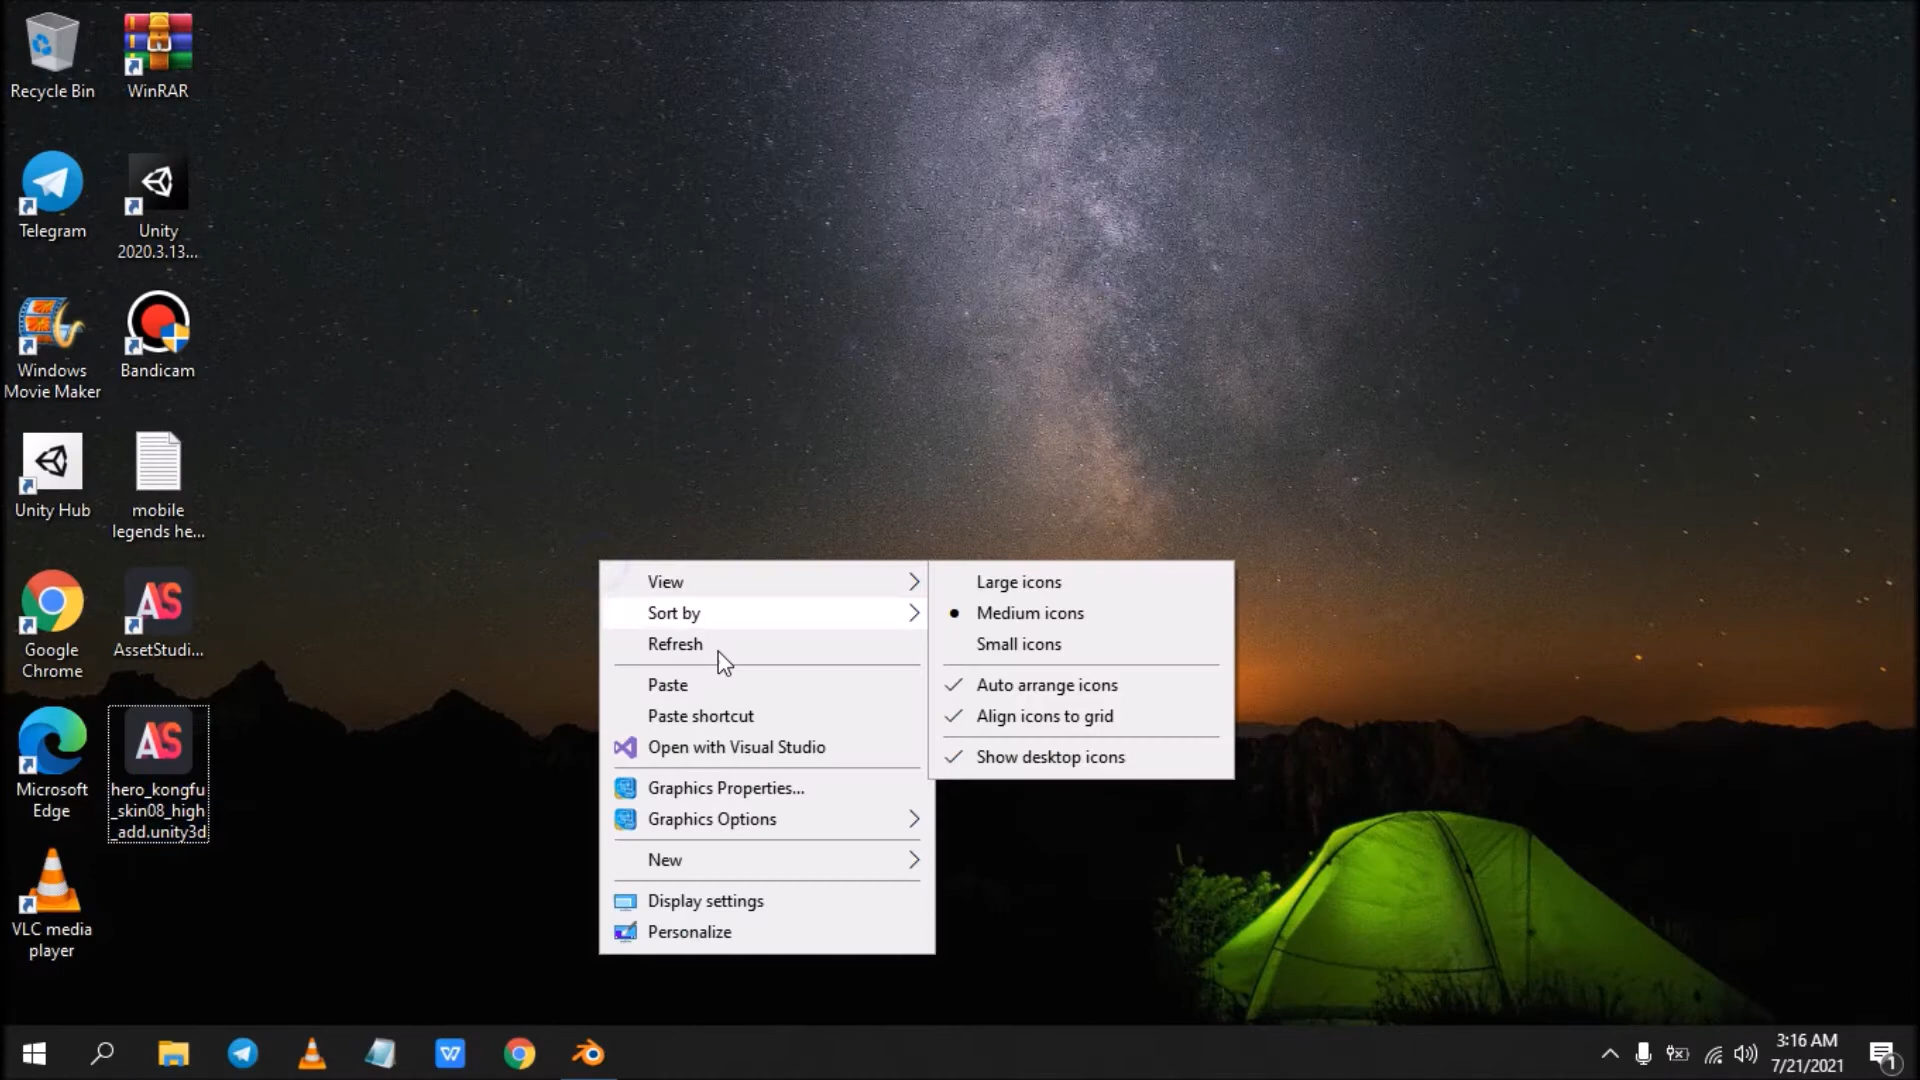 Recycle Bin
WinRAR
Telegram
Unity
2020.3.13...
Windows
Movie Maker
Bandicam
Unity Hub
mobile
legends he...
Google
Chrome
AS
AssetStudi...
Microsoft
Edge
AS
hero_kongfu
_skin08_high
_add.unity3d
VLC media
player
View
Sort by
Refresh
Paste
Paste shortcut
Open with Visual Studio
Graphics Properties...
Graphics Options
New
Display settings
Personalize
Large icons
Medium icons
Small icons
Auto arrange icons
Align icons to grid
Show desktop icons
W
3:16 AM
7/21/2021
1